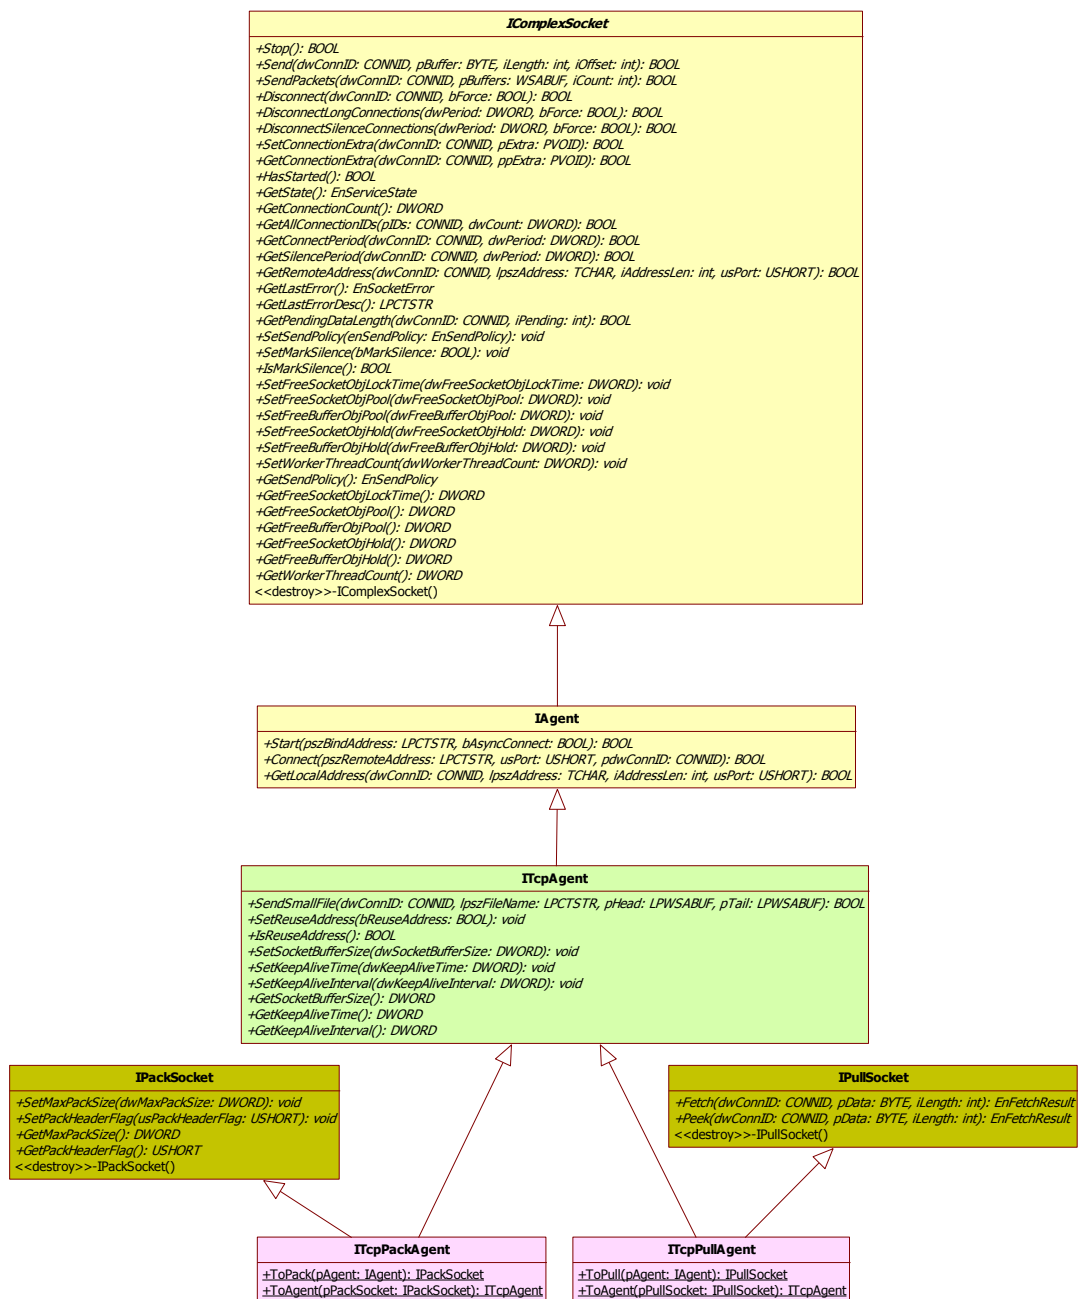 IComplexSocket
+Stop(): BOOL
+Send(dwConnID: CONNID, pBuffer: BYTE, iLength: int, iOffset: int): BOOL
+SendPackets(dwConnID: CONNID, pBuffers: WSABUF, iCount: int): BOOL
+Disconnect(dwConnID: CONNID, bForce: BOOL): BOOL
+DisconnectLongConnections(dwPeriod: DWORD, bForce: BOOL): BOOL
+DisconnectSilenceConnections(dwPeriod: DWORD, bForce: BOOL): BOOL
+SetConnectionExtra(dwConnID: CONNID, pExtra: PVOID): BOOL
+GetConnectionExtra(dwConnID: CONNID, ppExtra: PVOID): BOOL
+HasStarted(): BOOL
+GetState(): EnServiceState
+GetConnectionCount(): DWORD
+GetAllConnectionIDs(pIDs: CONNID, dwCount: DWORD): BOOL
+GetConnectPeriod(dwConnID: CONNID, dwPeriod: DWORD): BOOL
+GetSilencePeriod(dwConnID: CONNID, dwPeriod: DWORD): BOOL
+GetRemoteAddress(dwConnID: CONNID, lpszAddress: TCHAR, iAddressLen: int, usPort: USHORT): BOOL
+GetLastError(): EnSocketError
+GetLastErrorDesc(): LPCTSTR
+GetPendingDataLength(dwConnID: CONNID, iPending: int): BOOL
+SetSendPolicy(enSendPolicy: EnSendPolicy): void
+SetMarkSilence(bMarkSilence: BOOL): void
+IsMarkSilence(): BOOL
+SetFreeSocketObjLockTime(dwFreeSocketObjLockTime: DWORD): void
+SetFreeSocketObjPool(dwFreeSocketObjPool: DWORD): void
+SetFreeBufferObjPool(dwFreeBufferObjPool: DWORD): void
+SetFreeSocketObjHold(dwFreeSocketObjHold: DWORD): void
+SetFreeBufferObjHold(dwFreeBufferObjHold: DWORD): void
+SetWorkerThreadCount(dwWorkerThreadCount: DWORD): void
+GetSendPolicy(): EnSendPolicy
+GetFreeSocketObjLockTime(): DWORD
+GetFreeSocketObjPool(): DWORD
+GetFreeBufferObjPool(): DWORD
+GetFreeSocketObjHold(): DWORD
+GetFreeBufferObjHold(): DWORD
+GetWorkerThreadCount(): DWORD
<<destroy>>-IComplexSocket()
IAgent
+Start(pszBindAddress: LPCTSTR, bAsyncConnect: BOOL): BOOL
+Connect(pszRemoteAddress: LPCTSTR, usPort: USHORT, pdwConnID: CONNID): BOOL
+GetLocalAddress(dwConnID: CONNID, lpszAddress: TCHAR, iAddressLen: int, usPort: USHORT): BOOL
ITcpAgent
+SendSmallFile(dwConnID: CONNID, lpszFileName: LPCTSTR, pHead: LPWSABUF, pTail: LPWSABUF): BOOL
+SetReuseAddress(bReuseAddress: BOOL): void
+IsReuseAddress(): BOOL
+SetSocketBufferSize(dwSocketBufferSize: DWORD): void
+SetKeepAliveTime(dwKeepAliveTime: DWORD): void
+SetKeepAliveInterval(dwKeepAliveInterval: DWORD): void
+GetSocketBufferSize(): DWORD
+GetKeepAliveTime(): DWORD
+GetKeepAliveInterval(): DWORD
IPackSocket
+SetMaxPackSize(dwMaxPackSize: DWORD): void
+SetPackHeaderFlag(usPackHeaderFlag: USHORT): void
+GetMaxPackSize(): DWORD
+GetPackHeaderFlag(): USHORT
<<destroy>>-IPackSocket()
IPullSocket
+Fetch(dwConnID: CONNID, pData: BYTE, iLength: int): EnFetchResult
+Peek(dwConnID: CONNID, pData: BYTE, iLength: int): EnFetchResult
<<destroy>>-IPullSocket()
ITcpPackAgent
+ToPack(pAgent: IAgent): IPackSocket
+ToAgent(pPackSocket: IPackSocket): ITcpAgent
ITcpPullAgent
+ToPull(pAgent: IAgent): IPullSocket
+ToAgent(pPullSocket: IPullSocket): ITcpAgent